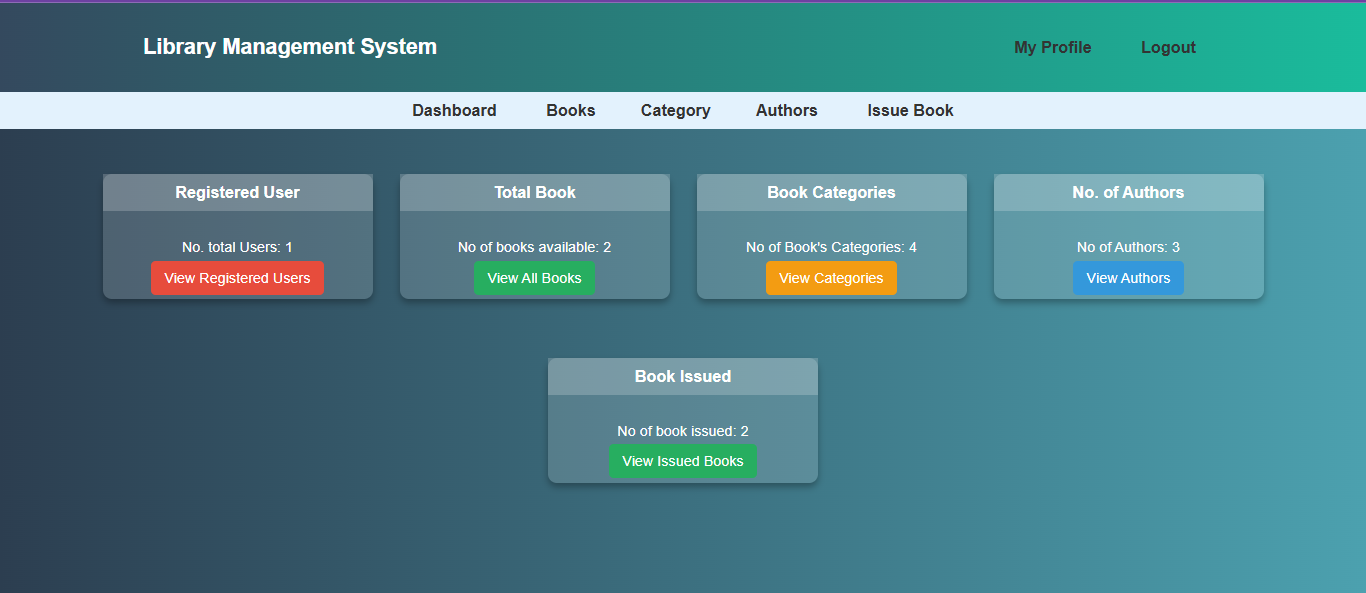 Library Management System
My Profile
Logout
Dashboard
Books
Category
Authors
Issue Book
Registered User
No. total Users: 1
View Registered Users
Total Book
No of books available: 2
View All Books
Book Categories
No of Book's Categories: 4
View Categories
No. of Authors
No of Authors: 3
View Authors
Book Issued
No of book issued: 2
View Issued Books